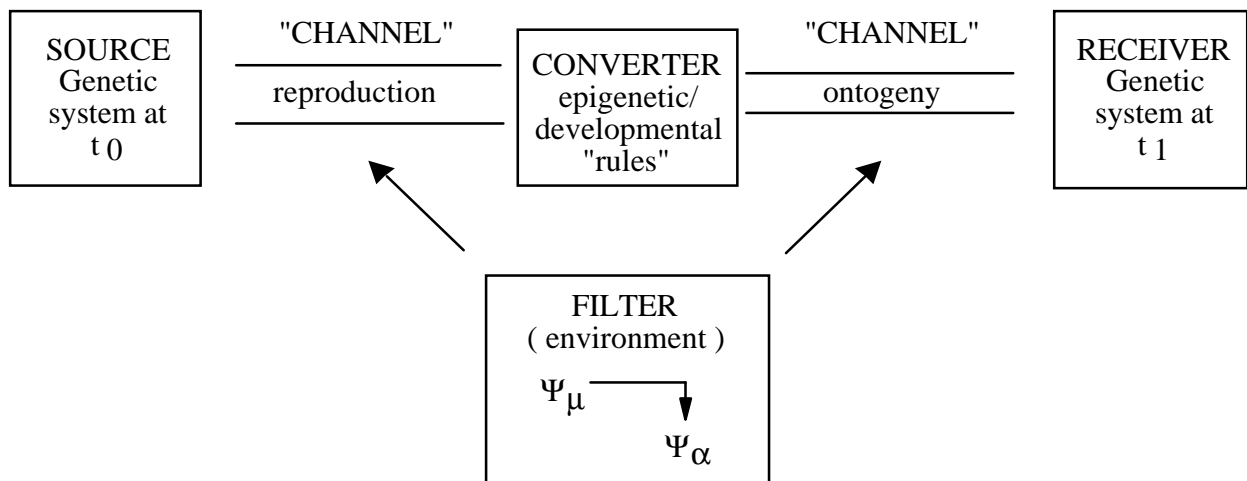 SOURCE
Genetic
system at
t 0
"CHANNEL"
reproduction
CONVERTER
epigenetic/
developmental
"rules"
"CHANNEL"
ontogeny
RECEIVER
Genetic
system at
t 1
FILTER
( environment )
Ψμ
Ψα